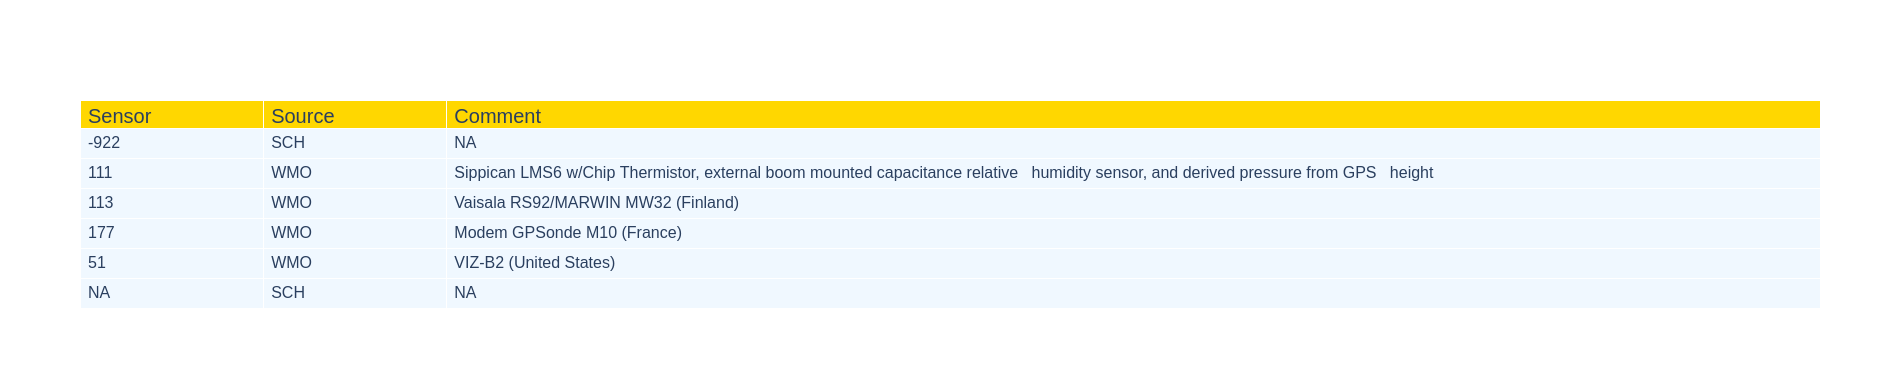 Sensor Source Comment
-922 SCH NA
111 WMO Sippican LMS6 w/Chip Thermistor, external boom mounted capacitance relative   humidity sensor, and derived pressure from GPS   height
113 WMO Vaisala RS92/MARWIN MW32 (Finland)
177 WMO Modem GPSonde M10 (France)
51 WMO VIZ-B2 (United States)
NA SCH NA